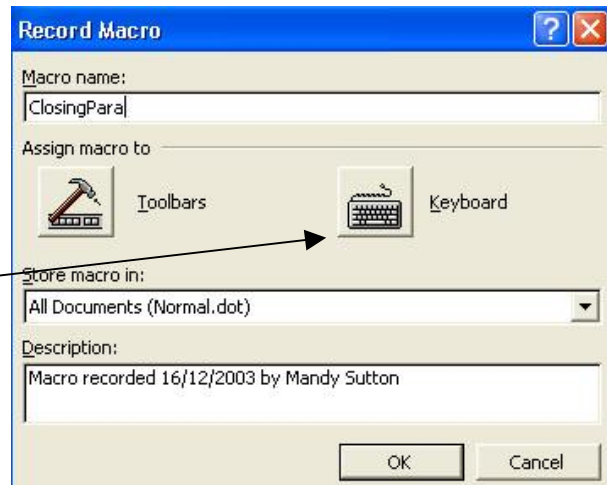 Record Macro
Macro name:
ClosingPara
Assign macro to
Toolbars
Keyboard
Store macro in:
All Documents (Normal.dot)
Description:
Macro recorded 16/12/2003 by Mandy Sutton
OK Cancel